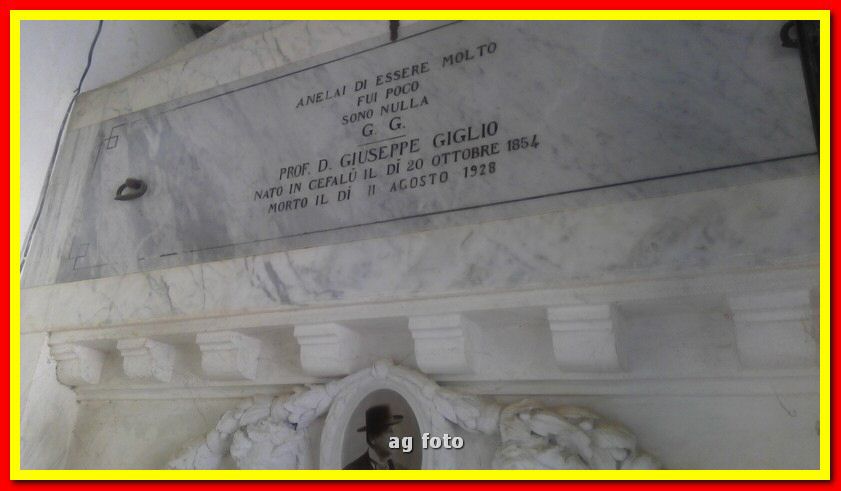 ANELAI DI ESSERE MOLTO
FUI POCO
SONO NULLA
G. G.
PROF. D. GIUSEPPE GIGLIO
NATO IN CEFALÙ IL DÌ 20 OTTOBRE 1854
MORTO IL DÌ 11 AGOSTO 1928
ag foto